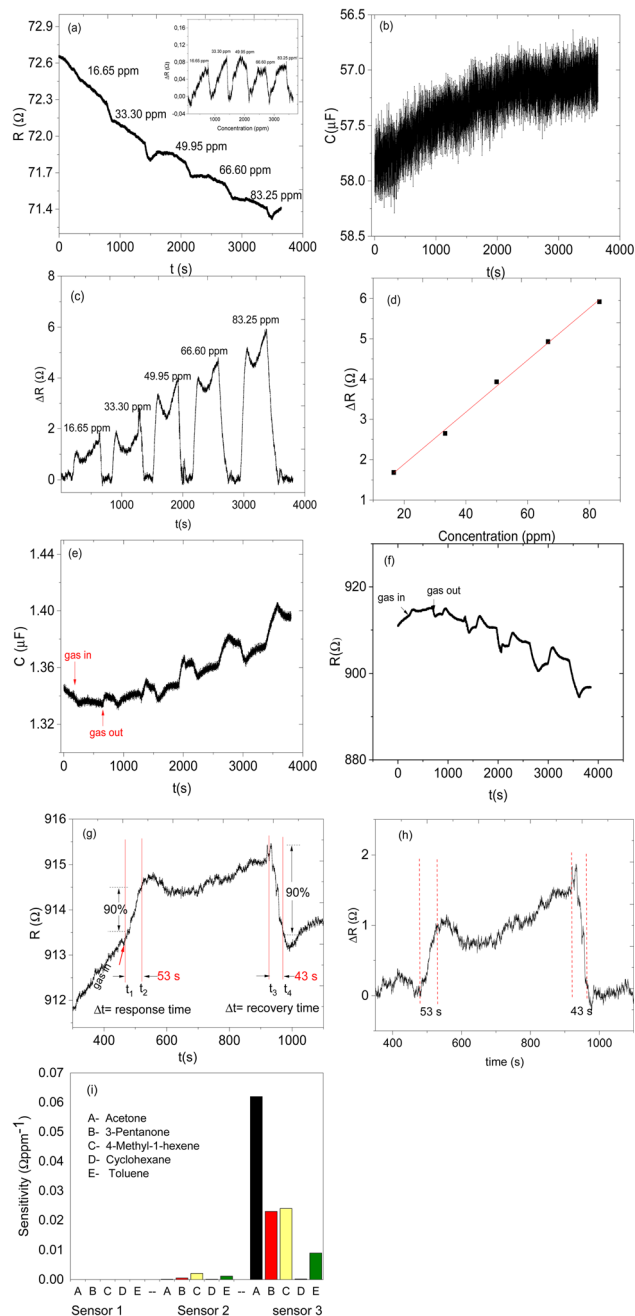 (a)
72.9
72.6
72.3
72.0
71.7
71.4
R (Ω)
16.65 ppm
33.30 ppm
49.95 ppm
66.60 ppm
83.25 ppm
0 1000 2000 3000 4000
t (s)
0,16
0,12
0,08
0,04
0,00
-0,04
ΔR (Ω)
16.65 ppm
33.30 ppm
49.95 ppm
66.60 ppm
83.25 ppm
1000 2000 3000
Concentration (ppm)
(b)
56.5
57.0
57.5
58.0
58.5
C(μF)
0 1000 2000 3000 4000
t(s)
(c)
8
6
4
2
0
ΔR (Ω)
16.65 ppm
33.30 ppm
49.95 ppm
66.60 ppm
83.25 ppm
0 1000 2000 3000 4000
t(s)
(d)
6
5
4
3
2
1
ΔR (Ω)
20 40 60 80
Concentration (ppm)
(e)
1.44
1.40
1.36
1.32
C (μF)
gas in
gas out
0 1000 2000 3000 4000
t(s)
(f)
920
900
880
R(Ω)
gas in
gas out
0 1000 2000 3000 4000
t(s)
(g)
916
915
914
913
912
R (Ω)
90%
90%
gas in
53 s
43 s
t1 t2
t3 t4
Δt= response time
Δt= recovery time
400 600 800 1000
t(s)
(h)
2
1
0
ΔR (Ω)
53 s
43 s
400 600 800 1000
time (s)
(i)
0.07
0.06
0.05
0.04
0.03
0.02
0.01
0.00
Sensitivity (Ωppm-1)
A- Acetone
B- 3-Pentanone
C- 4-Methyl-1-hexene
D- Cyclohexane
E- Toluene
A B C D E -- A B C D E -- A B C D E
Sensor 1 Sensor 2 sensor 3